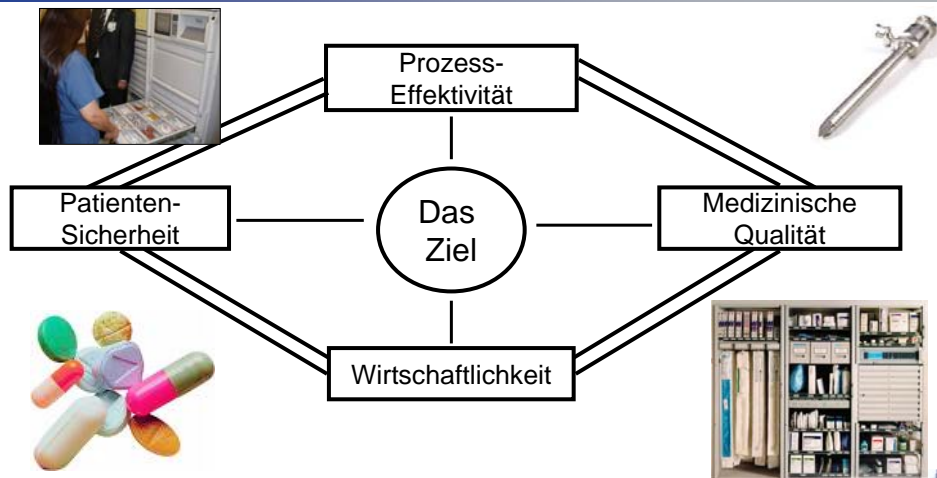 Prozess-
Effektivität
Patienten-
Sicherheit
Das
Ziel
Medizinische
Qualität
Wirtschaftlichkeit